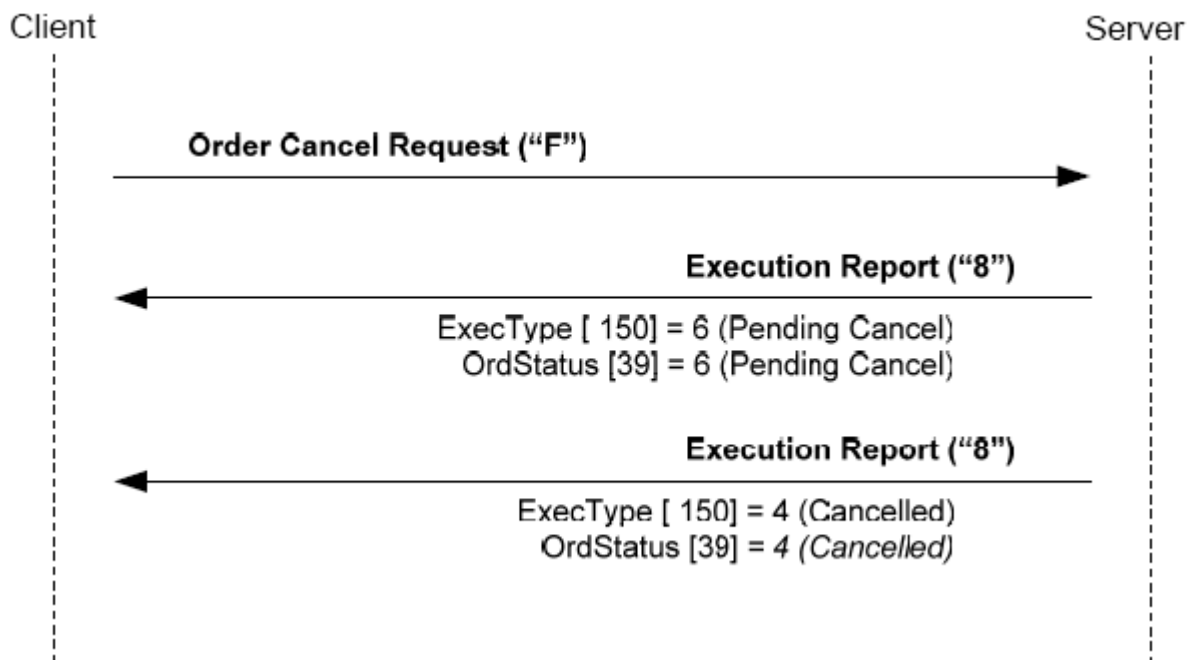 Client
Server
Order Cancel Request (“F”)
Execution Report (“8”)
ExecType [ 150] = 6 (Pending Cancel)
OrdStatus [39] = 6 (Pending Cancel)
Execution Report (“8”)
ExecType [ 150] = 4 (Cancelled)
OrdStatus [39] = 4 (Cancelled)